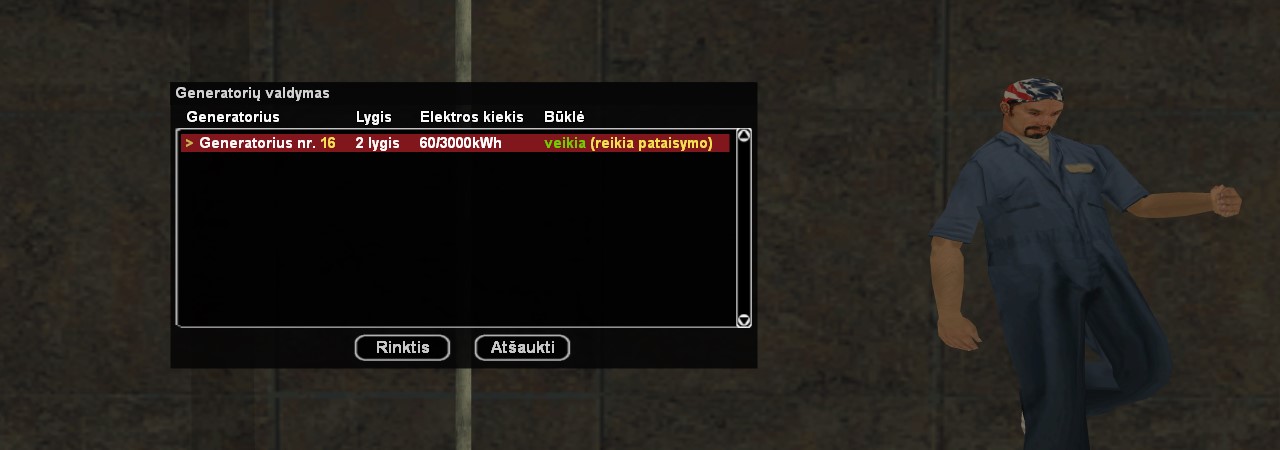 Generatorių valdymas
Generatorius Lygis Elektros kiekis Būklė
> Generatorius nr. 16 2 lygis 60/3000kWh veikia (reikia pataisymo)
Rinktis Atšaukti